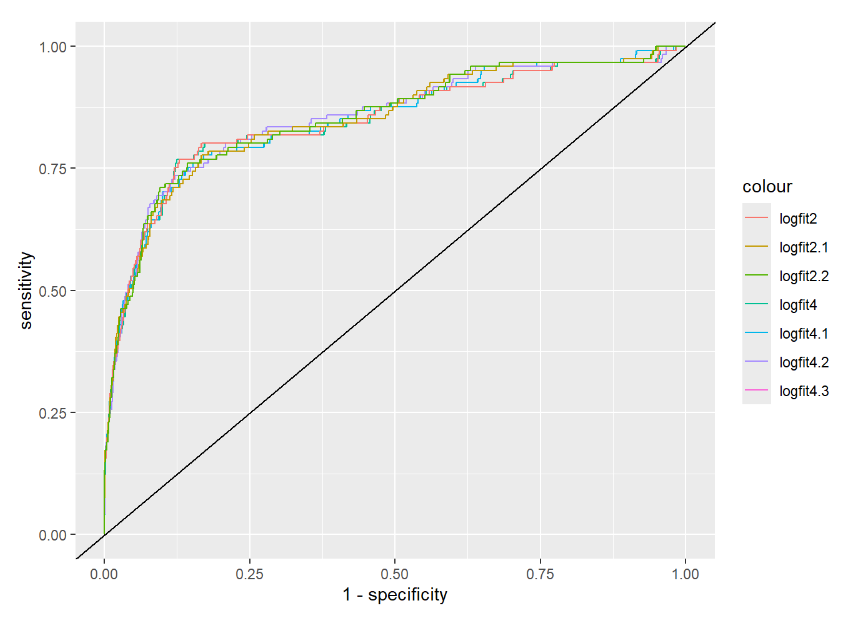 1.00
0.75
0.50
0.25
0.00
sensitivity
0.00 0.25 0.50 0.75 1.00
1 - specificity
colour
logfit2
logfit2.1
logfit2.2
logfit4
logfit4.1
logfit4.2
logfit4.3